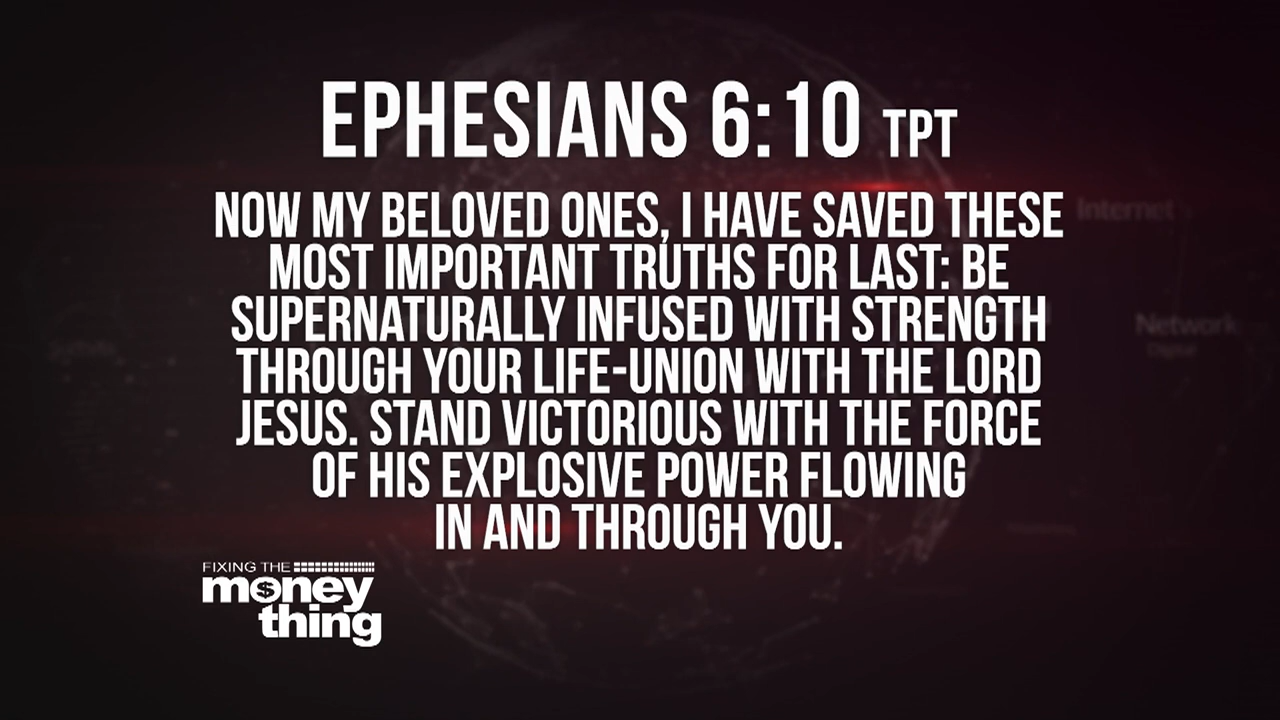 EPHESIANS 6:10 TPT
NOW MY BELOVED ONES, I HAVE SAVED THESE
MOST IMPORTANT TRUTHS FOR LAST: BE
SUPERNATURALLY INFUSED WITH STRENGTH
THROUGH YOUR LIFE-UNION WITH THE LORD
JESUS. STAND VICTORIOUS WITH THE FORCE
OF HIS EXPLOSIVE POWER FLOWING
IN AND THROUGH YOU.
Internet
Network
Digital
FIXING THE
money
thing